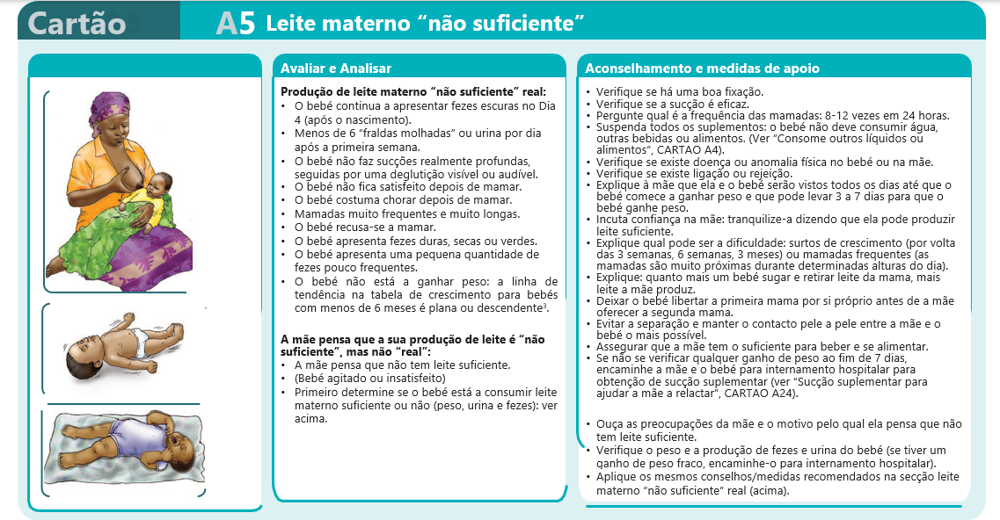 Cartão
A5 Leite materno “não suficiente”
Avaliar e Analisar
Produção de leite materno “não suficiente” real:
• O bebé continua a apresentar fezes escuras no Dia
4 (após o nascimento).
• Menos de 6 “fraldas molhadas” ou urina por dia
após a primeira semana.
• O bebé não faz sucções realmente profundas,
seguidas por uma deglutição visível ou audível.
• O bebé não fica satisfeito depois de mamar.
• O bebé costuma chorar depois de mamar.
• Mamadas muito frequentes e muito longas.
• O bebé recusa-se a mamar.
• O bebé apresenta fezes duras, secas ou verdes.
• O bebé apresenta uma pequena quantidade de
fezes pouco frequentes.
• O bebé não está a ganhar peso: a linha de
tendência na tabela de crescimento para bebés
com menos de 6 meses é plana ou descendente³.
A mãe pensa que a sua produção de leite é “não
suficiente”, mas não “real”:
• A mãe pensa que não tem leite suficiente.
• (Bebé agitado ou insatisfeito)
• Primeiro determine se o bebé está a consumir leite
materno suficiente ou não (peso, urina e fezes): ver
acima.
Aconselhamento e medidas de apoio
• Verifique se há uma boa fixação.
• Verifique se a sucção é eficaz.
• Pergunte qual é a frequência das mamadas: 8-12 vezes em 24 horas.
• Suspenda todos os suplementos: o bebé não deve consumir água,
outras bebidas ou alimentos. (Ver “Consome outros líquidos ou
alimentos”, CARTAO A4).
• Verifique se existe doença ou anomalia física no bebé ou na mãe.
• Verifique se existe ligação ou rejeição.
• Explique à mãe que ela e o bebé serão vistos todos os dias até que o
bebé comece a ganhar peso e que pode levar 3 a 7 dias para que o
bebé ganhe peso.
• Incuta confiança na mãe: tranquilize-a dizendo que ela pode produzir
leite suficiente.
• Explique qual pode ser a dificuldade: surtos de crescimento (por volta
das 3 semanas, 6 semanas, 3 meses) ou mamadas frequentes (as
mamadas são muito próximas durante determinadas alturas do dia).
• Explique: quanto mais um bebé sugar e retirar leite da mama, mais
leite a mãe produz.
• Deixar o bebé libertar a primeira mama por si próprio antes de a mãe
oferecer a segunda mama.
• Evitar a separação e manter o contacto pele a pele entre a mãe e o
bebé o mais possível.
• Assegurar que a mãe tem o suficiente para beber e se alimentar.
• Se não se verificar qualquer ganho de peso ao fim de 7 dias,
encaminhe a mãe e o bebé para internamento hospitalar para
obtenção de sucção suplementar (ver “Sucção suplementar para
ajudar a mãe a relactar”, CARTAO A24).
• Ouça as preocupações da mãe e o motivo pelo qual ela pensa que não
tem leite suficiente.
• Verifique o peso e a produção de fezes e urina do bebé (se tiver um
ganho de peso fraco, encaminhe-o para internamento hospitalar).
• Aplique os mesmos conselhos/medidas recomendados na secção leite
materno “não suficiente” real (acima).